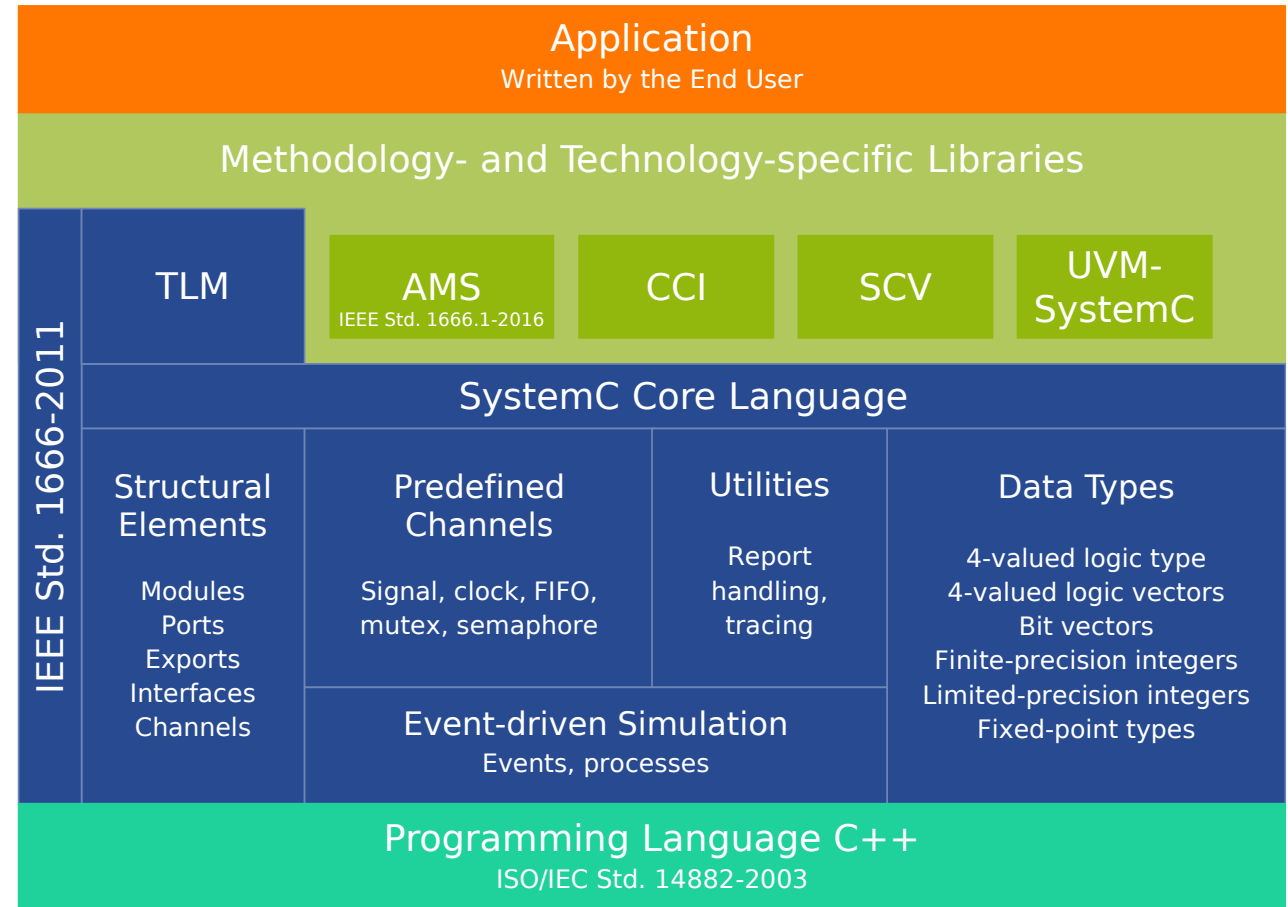 Application
Written by the End User
Methodology- and Technology-specific Libraries
IEEE Std. 1666-2011
TLM
AMS
IEEE Std. 1666.1-2016
CCI
SCV
UVM-
SystemC
SystemC Core Language
Structural
Elements
Modules
Ports
Exports
Interfaces
Channels
Predefined
Channels
Signal, clock, FIFO,
mutex, semaphore
Utilities
Report
handling,
tracing
Data Types
4-valued logic type
4-valued logic vectors
Bit vectors
Finite-precision integers
Limited-precision integers
Fixed-point types
Event-driven Simulation
Events, processes
Programming Language C++
ISO/IEC Std. 14882-2003